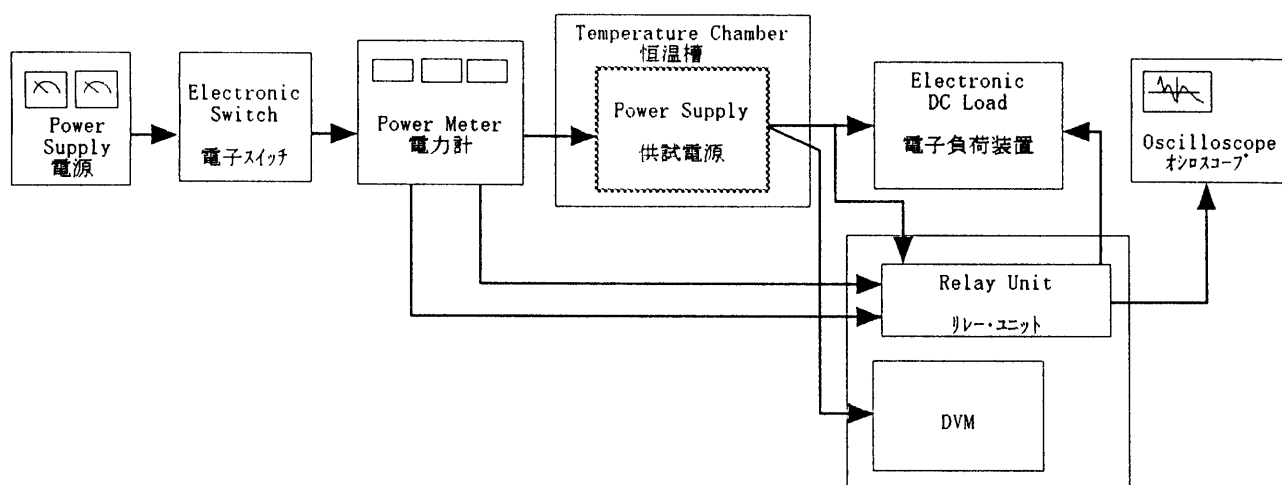 Power
Supply
電源
Electronic
Switch
電子スイッチ
Power Meter
電力計
Temperature Chamber
恒温槽
Power Supply
供試電源
Electronic
DC Load
電子負荷装置
Oscilloscope
オシロスコープ
Relay Unit
リレー・ユニット
DVM